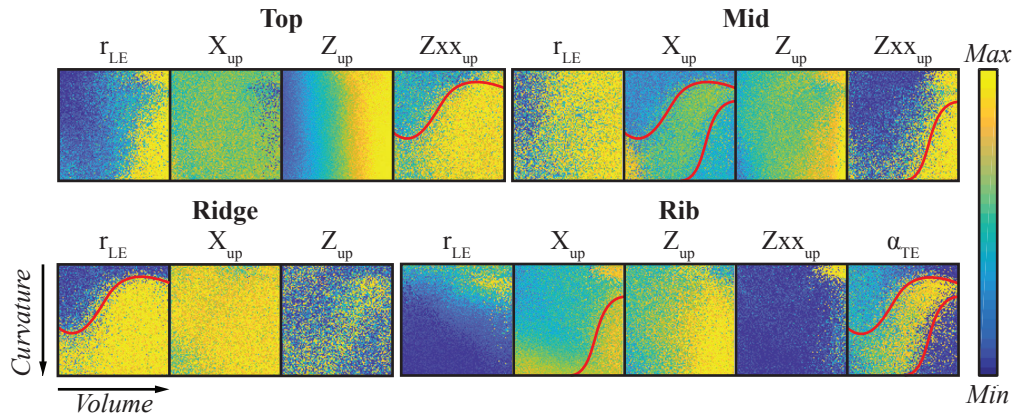 Top Mid
r_LE X_up Z_up Zxx_up r_LE X_up Z_up Zxx_up Max
Ridge Rib
r_LE X_up Z_up r_LE X_up Z_up Zxx_up α_TE
Curvature
Volume
Min